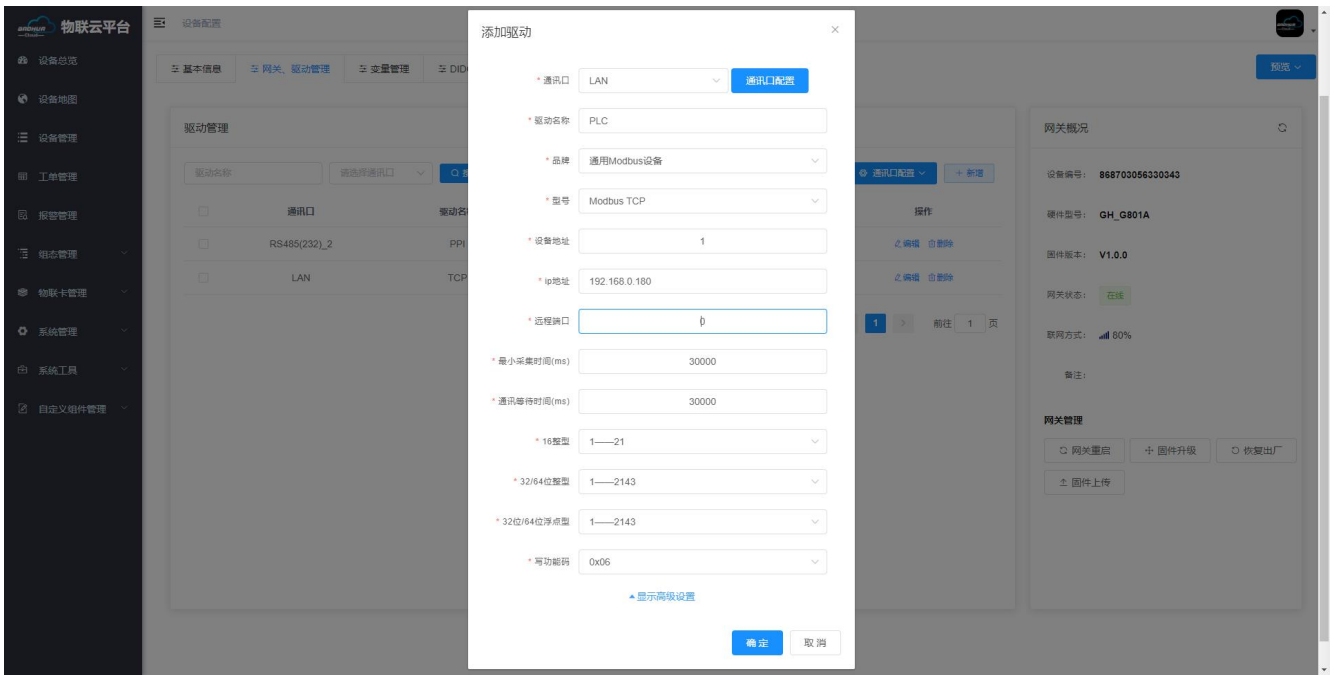 ANDHUR
Cloud
物联云平台
设备配置
设备总览
设备地图
设备管理
工单管理
报警管理
组态管理
物联卡管理
系统管理
系统工具
自定义组件管理
基本信息
网关、驱动管理
变量管理
预览
驱动管理
驱动名称
请选择通讯口
通讯口配置
+ 新增
通讯口
操作
RS485(232)_2
PPI
编辑 删除
LAN
TCP
编辑 删除
1
前往 1 页
添加驱动
* 通讯口 LAN 通讯口配置
* 驱动名称 PLC
* 品牌 通用Modbus设备
* 型号 Modbus TCP
* 设备地址 1
* ip地址 192.168.0.180
* 远程端口 0
* 最小采集时间(ms) 30000
* 通讯等待时间(ms) 30000
* 16整型 1——21
* 32/64位整型 1——2143
* 32位/64位浮点型 1——2143
* 写功能码 0x06
显示高级设置
确定 取消
网关概况
设备编号： 868703056330343
硬件型号： GH_G801A
固件版本： V1.0.0
网关状态： 在线
联网方式： 80%
备注：
网关管理
网关重启 固件升级 恢复出厂
固件上传